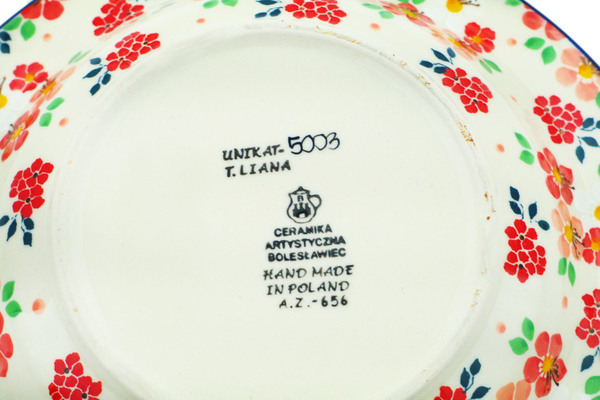 UNIKAT-5003
T. LIANA
CERAMIKA
ARTYSTYCZNA
BOLESŁAWIEC
HAND MADE
IN POLAND
A.Z.-656